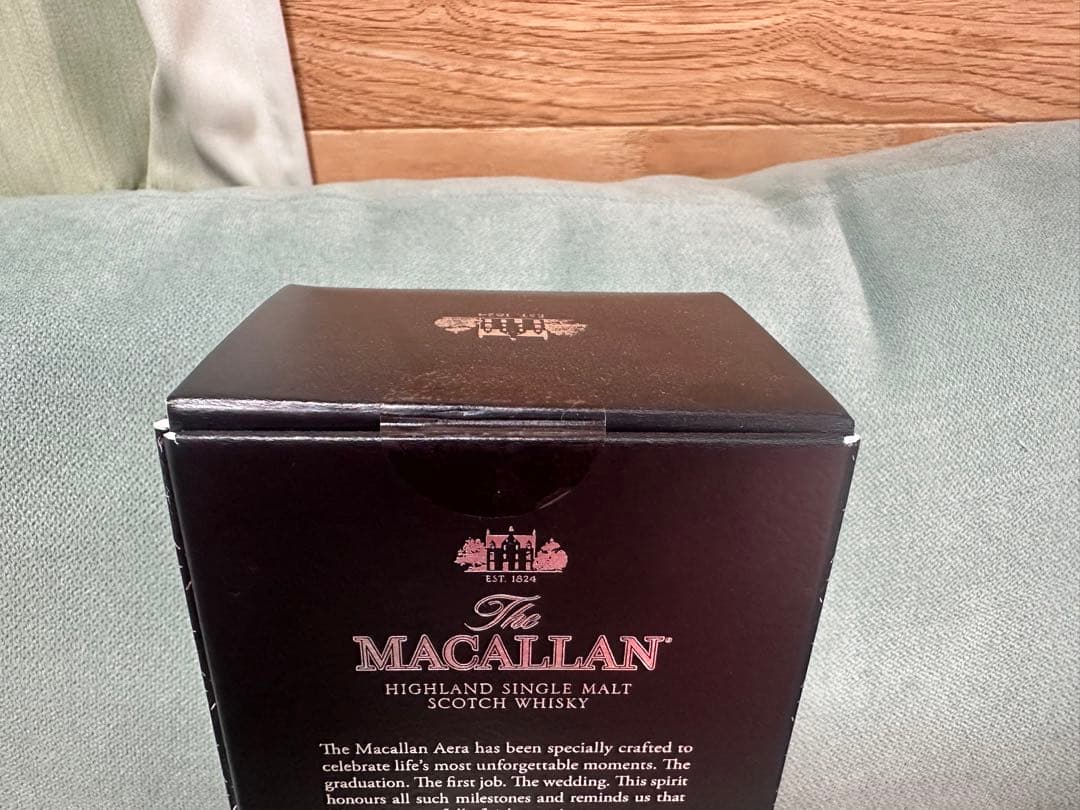 EST. 1824
EST. 1824
The
MACALLAN
HIGHLAND SINGLE MALT
SCOTCH WHISKY
The Macallan Aera has been specially crafted to
celebrate life's most unforgettable moments. The
graduation. The first job. The wedding. This spirit
honours all such milestones and reminds us that